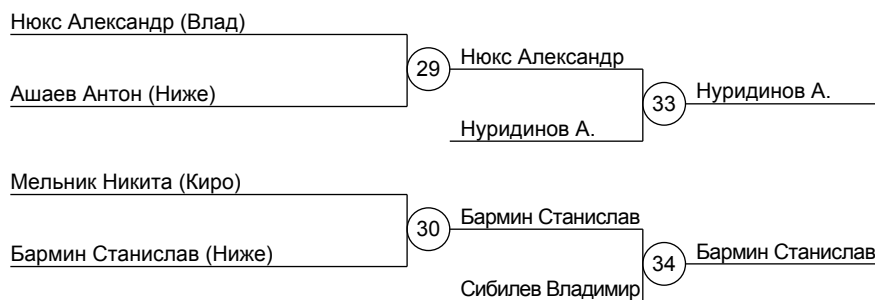 Нюкс Александр (Влад)
29
Нюкс Александр
Ашаев Антон (Ниже)
33
Нуридинов А.
Нуридинов А.
Мельник Никита (Киро)
30
Бармин Станислав
Бармин Станислав (Ниже)
34
Бармин Станислав
Сибилев Владимир